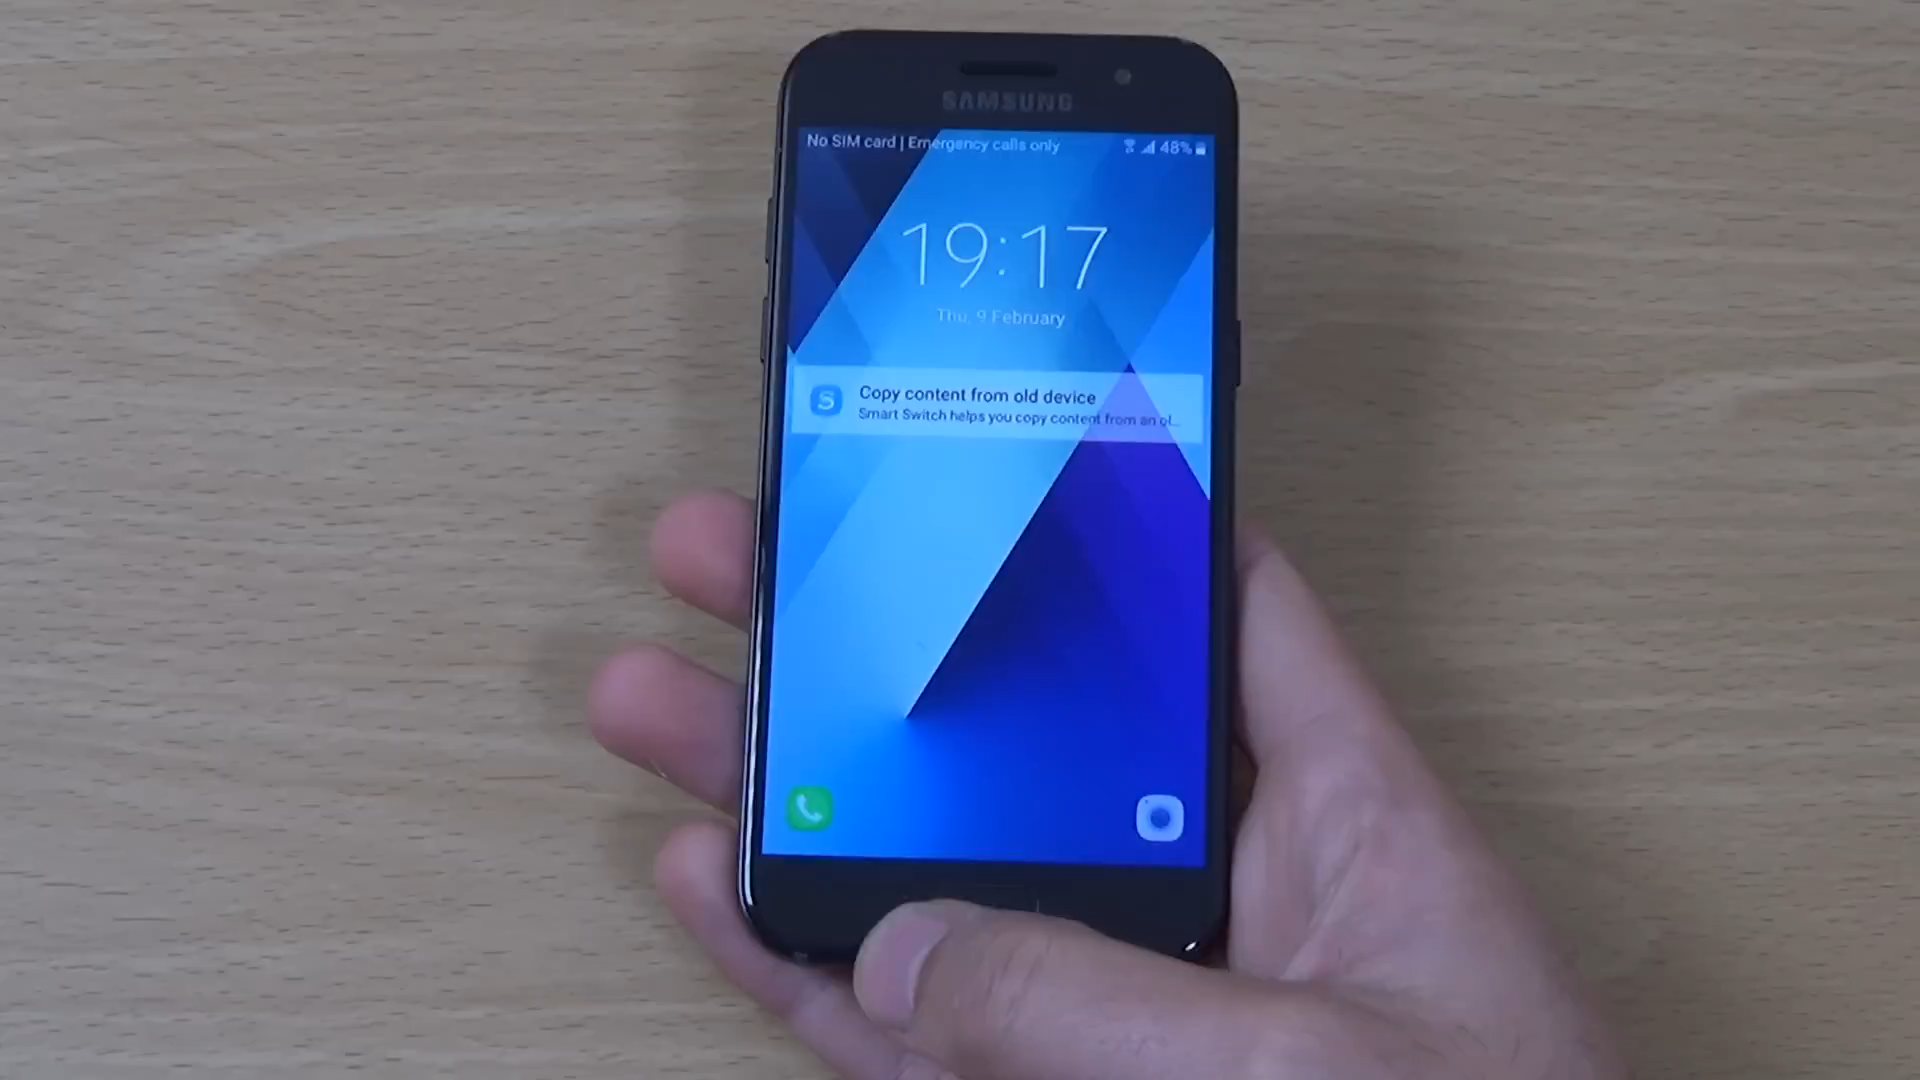 SAMSUNG
No SIM card | Emergency calls only 48%
19:17
Thu, 9 February
S
Copy content from old device
Smart Switch helps you copy content from an ol...